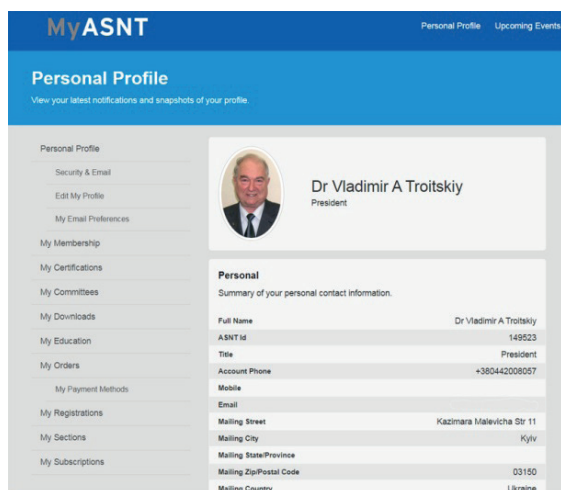 MyASNT
Personal Profile Upcoming Events
Personal Profile
View your latest notifications and snapshots of your profile.
Personal Profile
Security & Email
Edit My Profile
My Email Preferences
My Membership
My Certifications
My Committees
My Downloads
My Education
My Orders
My Payment Methods
My Registrations
My Sections
My Subscriptions
Dr Vladimir A Troitskiy
President
Personal
Summary of your personal contact information.
Full Name Dr Vladimir A Troitskiy
ASNT Id 149523
Title President
Account Phone +380442008057
Mobile
Email
Mailing Street Kazimara Malevicha Str 11
Mailing City Kyiv
Mailing State/Province
Mailing Zip/Postal Code 03150
Mailing Country Ukraine